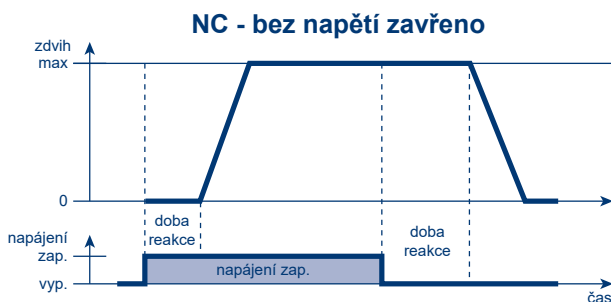 NC - bez napětí zavřeno
zdvih
max
0
doba
reakce
doba
reakce
napájení
zap.
napájení zap.
vyp.
čas